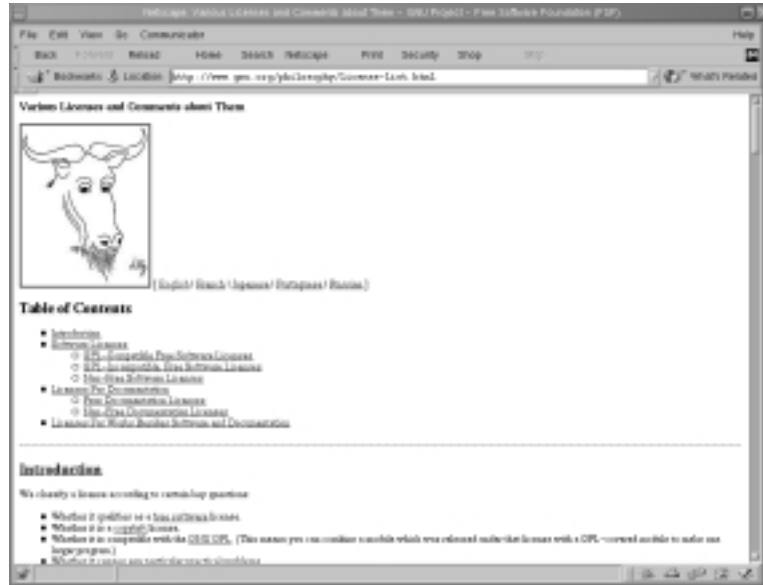 Netscape: Various Licenses and Comments about Them - GNU Project - Free Software Foundation (FSF)
File Edit View Go Communicator Help
Back Forward Reload Home Search Netscape Print Security Shop Stop
Bookmarks Location http://www.gnu.org/philosophy/license-list.html What's Related
Various Licenses and Comments about Them
[ English / French / Japanese / Portuguese / Russian ]
Table of Contents
Introduction
Software Licenses
GPL-Compatible Free Software Licenses
GPL-Incompatible Free Software Licenses
Non-Free Software Licenses
Licenses For Documentation
Free Documentation Licenses
Non-Free Documentation Licenses
Licenses For Works Besides Software and Documentation
Introduction
We classify a license according to certain key questions:
Whether it qualifies as a free software license.
Whether it is a copyleft license.
Whether it is compatible with the GNU GPL. (This means you can combine a module which was released under that license with a GPL-covered module to make one
larger program.)
Whether it causes any particular practical problems.